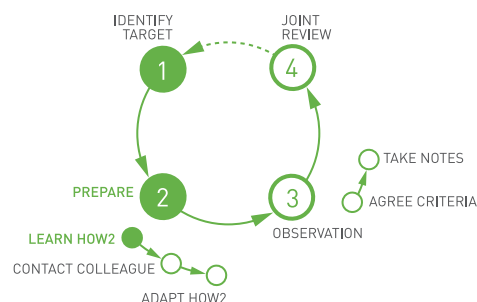 IDENTIFY
TARGET
JOINT
REVIEW
1
4
PREPARE
2
3
OBSERVATION
TAKE NOTES
AGREE CRITERIA
LEARN HOW2
CONTACT COLLEAGUE
ADAPT HOW2